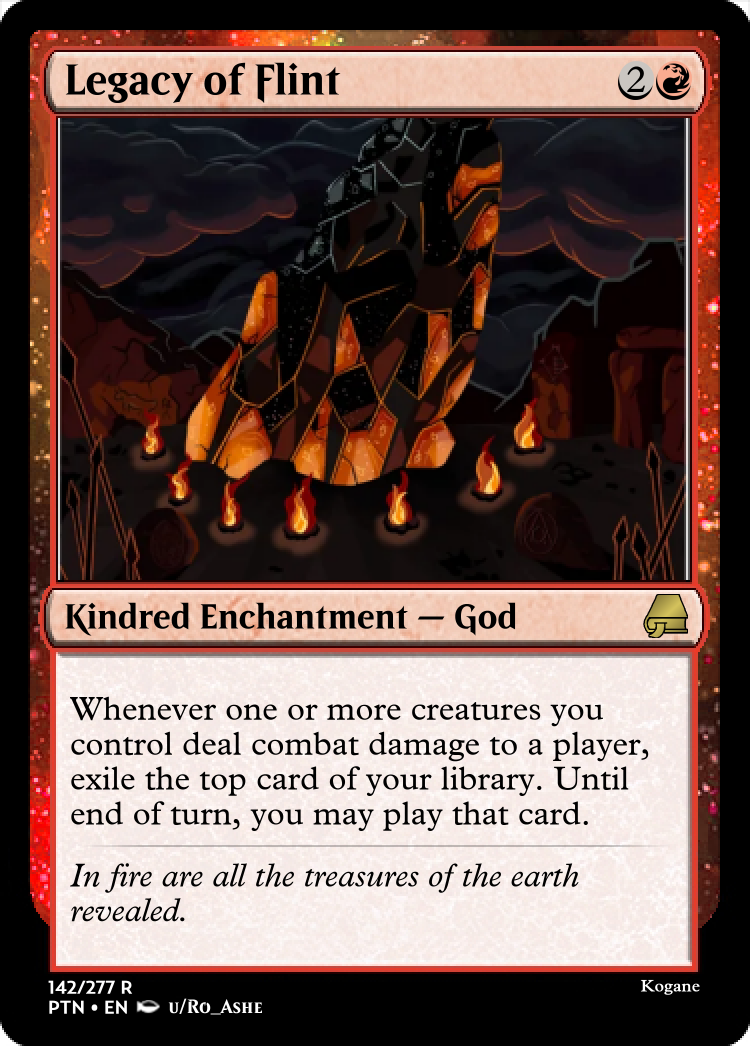 Legacy of Flint 2
Kindred Enchantment — God
Whenever one or more creatures you
control deal combat damage to a player,
exile the top card of your library. Until
end of turn, you may play that card.
In fire are all the treasures of the earth
revealed.
142/277 R
Kogane
PTN • EN u/Ro_Ashe